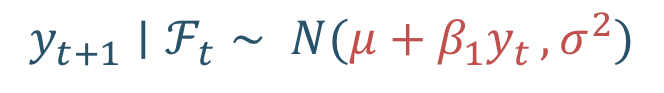 y_{t+1} | ℱ_t ~ N(μ + β_1 y_t , σ^2)